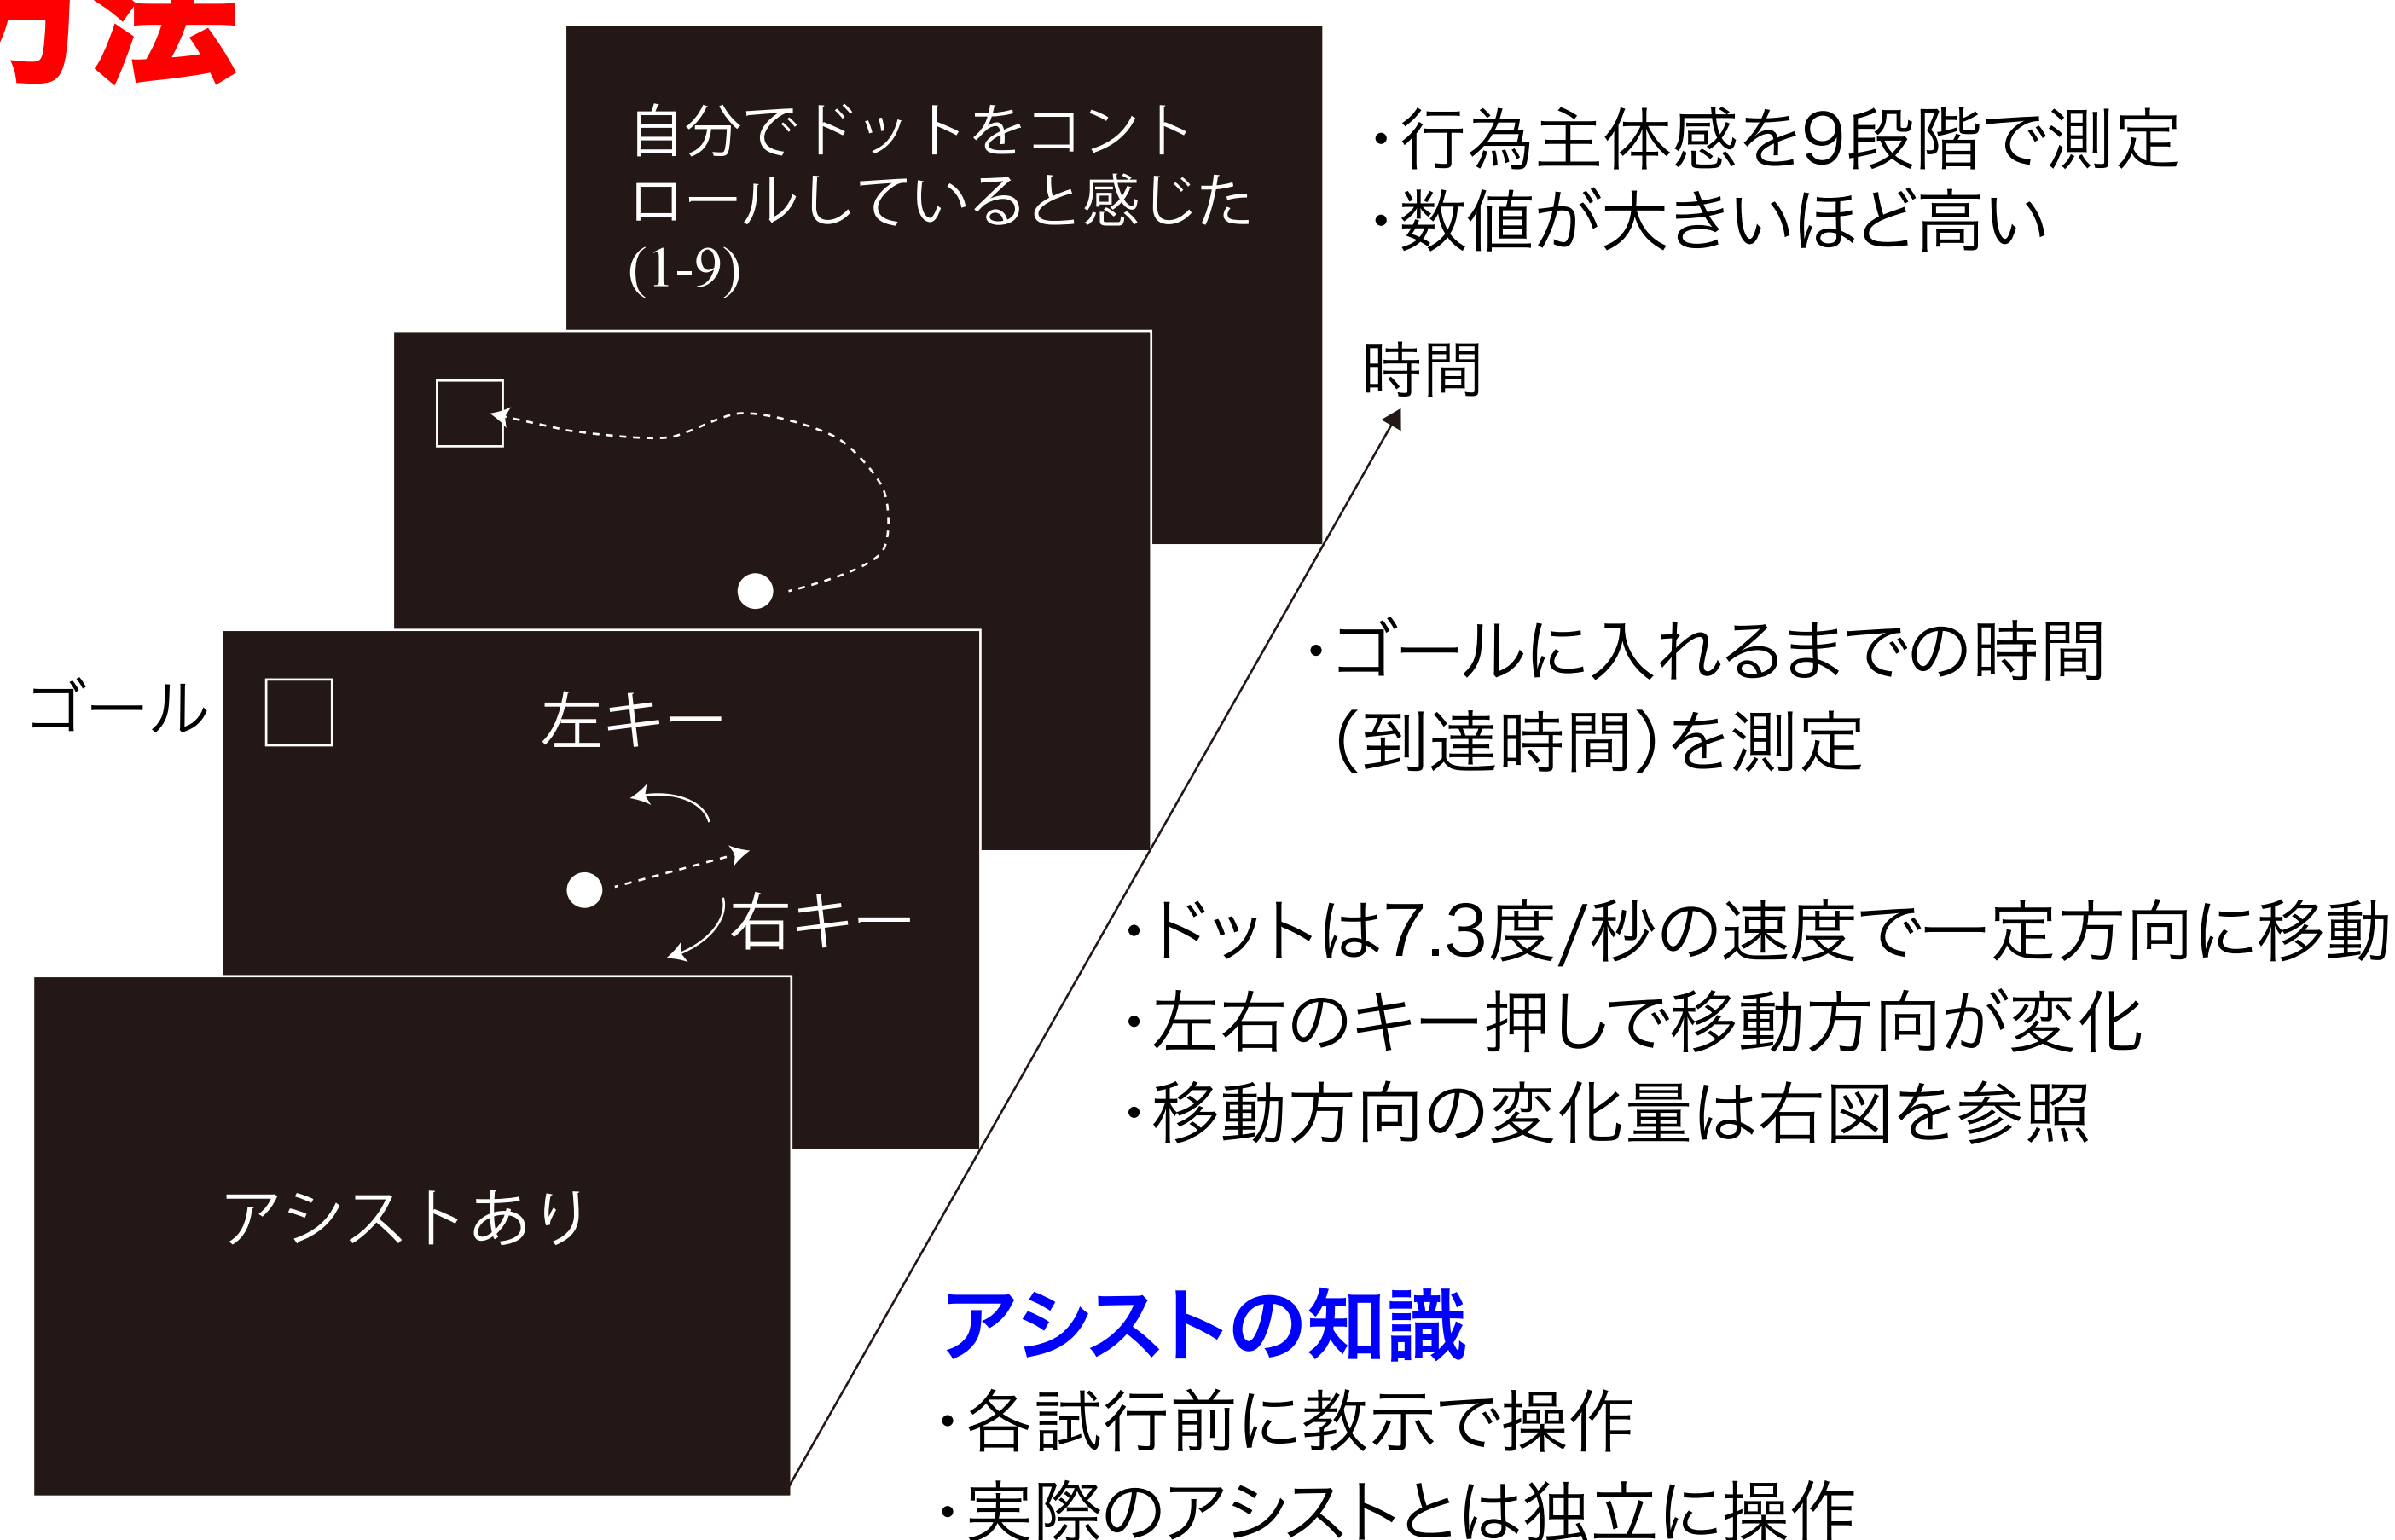 方法
自分でドットをコント
ロールしていると感じた
(1-9)
・行為主体感を9段階で測定
・数値が大きいほど高い
時間
・ゴールに入れるまでの時間
(到達時間)を測定
ゴール
左キー
右キー
・ドットは7.3度/秒の速度で一定方向に移動
・左右のキー押しで移動方向が変化
・移動方向の変化量は右図を参照
アシストあり
アシストの知識
・各試行前に教示で操作
・実際のアシストとは独立に操作